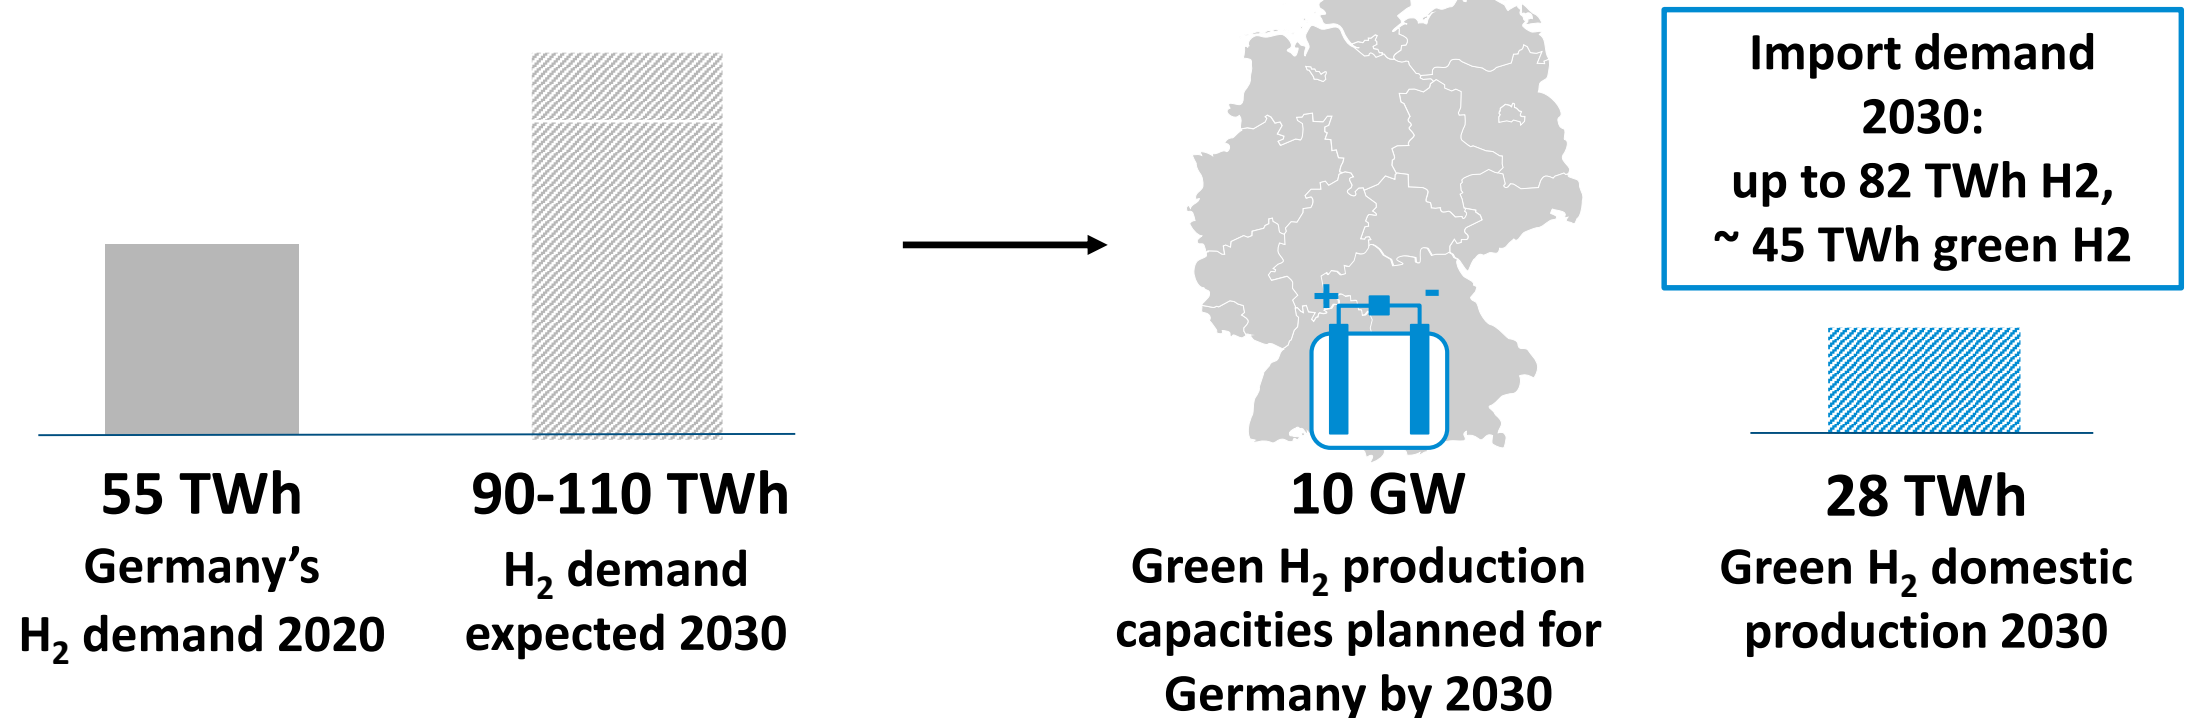 55 TWh
Germany’s
H₂ demand 2020
90-110 TWh
H₂ demand
expected 2030
+ -
10 GW
Green H₂ production
capacities planned for
Germany by 2030
Import demand
2030:
up to 82 TWh H2,
~ 45 TWh green H2
28 TWh
Green H₂ domestic
production 2030